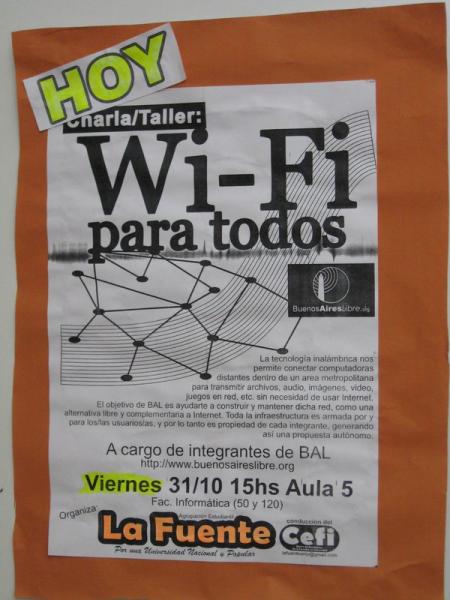 HOY
Charla/Taller:
Wi-Fi
para todos
BuenosAiresLibre.org
La tecnología inalámbrica nos
permite conectar computadoras
distantes dentro de un area metropolitana
para transmitir archivos, audio, imágenes, video,
juegos en red, etc. sin necesidad de usar Internet.
El objetivo de BAL es ayudarte a construir y mantener dicha red, como una
alternativa libre y complementaria a Internet. Toda la infraestructura es armada por y
para los/las usuarios/as, y por lo tanto es propiedad de cada integrante, generando
así una propuesta autónomo.
A cargo de integrantes de BAL
http://www.buenosaireslibre.org
Viernes 31/10 15hs Aula 5
Fac. Informática (50 y 120)
Organiza:
Agrupación Estudiantil
La Fuente
Por una Universidad Nacional y Popular
conducción del
Cefi